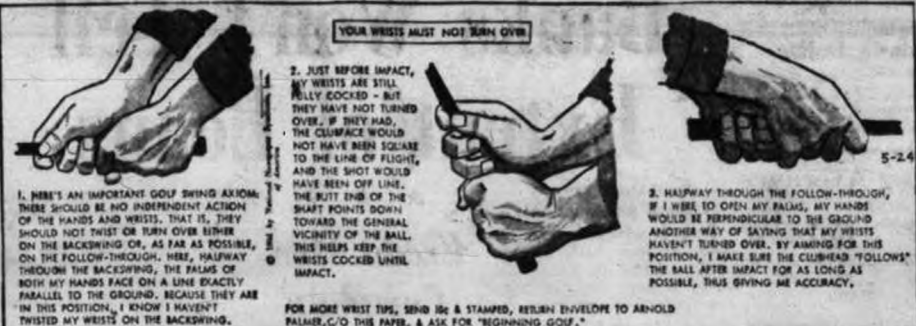 YOUR WRISTS MUST NOT TURN OVER
1. HERE'S AN IMPORTANT GOLF SWING AXIOM:
THERE SHOULD BE NO INDEPENDENT ACTION
OF THE HANDS AND WRISTS. THAT IS, THEY
SHOULD NOT TWIST OR TURN OVER EITHER
ON THE BACKSWING OR, AS FAR AS POSSIBLE,
ON THE FOLLOW-THROUGH. HERE, HALFWAY
THROUGH THE BACKSWING, THE PALMS OF
BOTH MY HANDS FACE ON A LINE EXACTLY
PARALLEL TO THE GROUND. BECAUSE THEY ARE
IN THIS POSITION, I KNOW I HAVEN'T
TWISTED MY WRISTS ON THE BACKSWING.
by National Newspaper Syndicate, Inc.
of America
2. JUST BEFORE IMPACT,
MY WRISTS ARE STILL
FULLY COCKED - BUT
THEY HAVE NOT TURNED
OVER. IF THEY HAD,
THE CLUBFACE WOULD
NOT HAVE BEEN SQUARE
TO THE LINE OF FLIGHT,
AND THE SHOT WOULD
HAVE BEEN OFF LINE.
THE BUTT END OF THE
SHAFT POINTS DOWN
TOWARD THE GENERAL
VICINITY OF THE BALL.
THIS HELPS KEEP THE
WRISTS COCKED UNTIL
IMPACT.
5-24
3. HALFWAY THROUGH THE FOLLOW-THROUGH,
IF I WERE TO OPEN MY PALMS, MY HANDS
WOULD BE PERPENDICULAR TO THE GROUND
ANOTHER WAY OF SAYING THAT MY WRISTS
HAVEN'T TURNED OVER. BY AIMING FOR THIS
POSITION, I MAKE SURE THE CLUBHEAD "FOLLOWS"
THE BALL AFTER IMPACT FOR AS LONG AS
POSSIBLE, THUS GIVING ME ACCURACY.
FOR MORE WRIST TIPS, SEND 10¢ & STAMPED, RETURN ENVELOPE TO ARNOLD
PALMER, C/O THIS PAPER, & ASK FOR "BEGINNING GOLF."